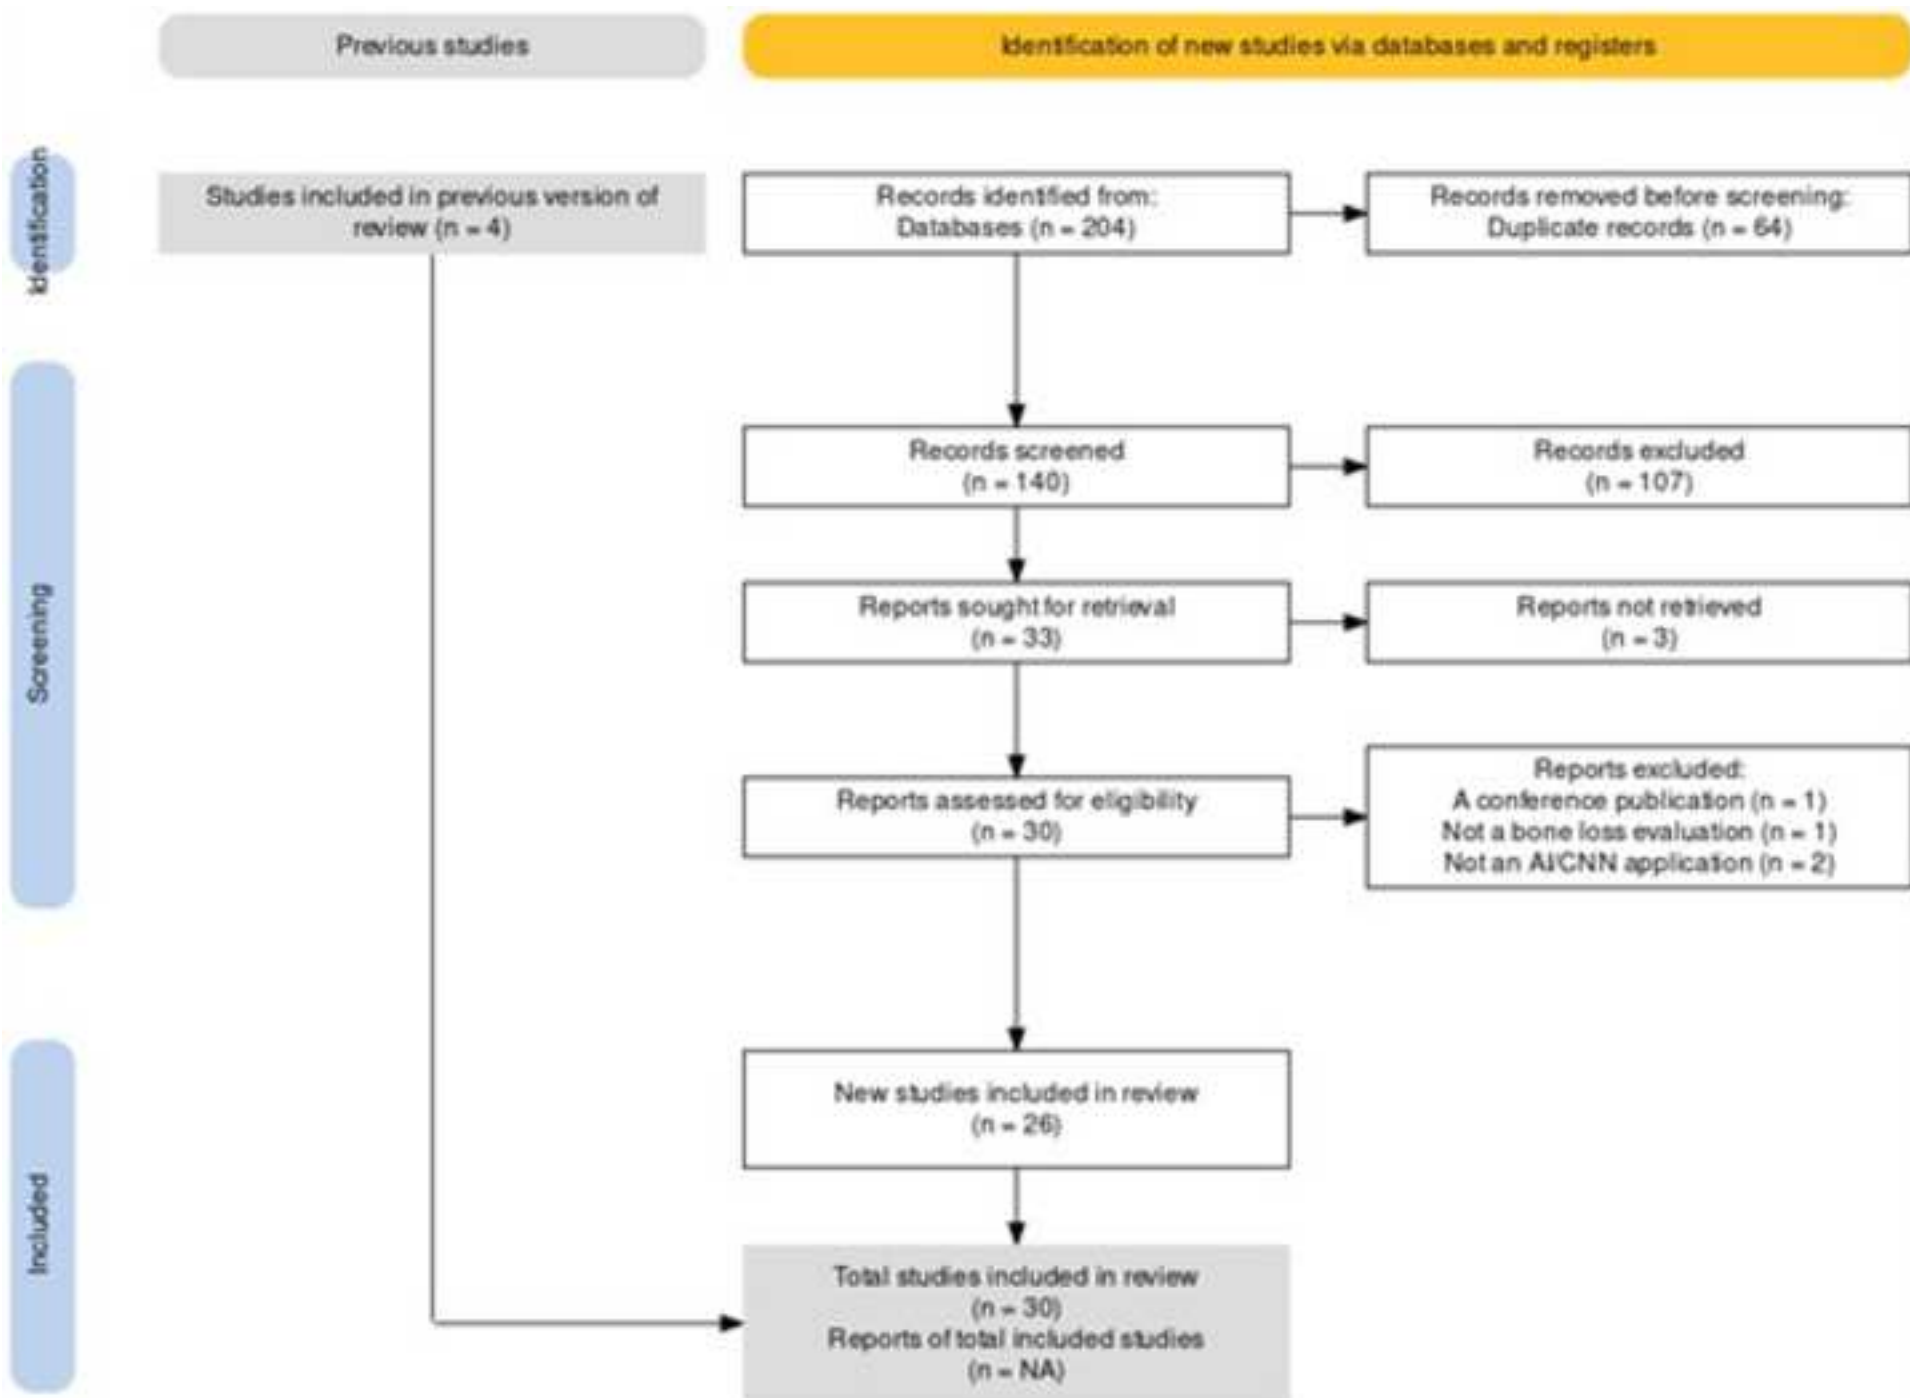 Previous studies
Identification of new studies via databases and registers
Identification
Studies included in previous version of
review (n = 4)
Records identified from:
Databases (n = 204)
Records removed before screening:
Duplicate records (n = 64)
Screening
Records screened
(n = 140)
Records excluded
(n = 107)
Reports sought for retrieval
(n = 33)
Reports not retrieved
(n = 3)
Reports assessed for eligibility
(n = 30)
Reports excluded:
A conference publication (n = 1)
Not a bone loss evaluation (n = 1)
Not an AI/CNN application (n = 2)
Included
New studies included in review
(n = 26)
Total studies included in review
(n = 30)
Reports of total included studies
(n = NA)